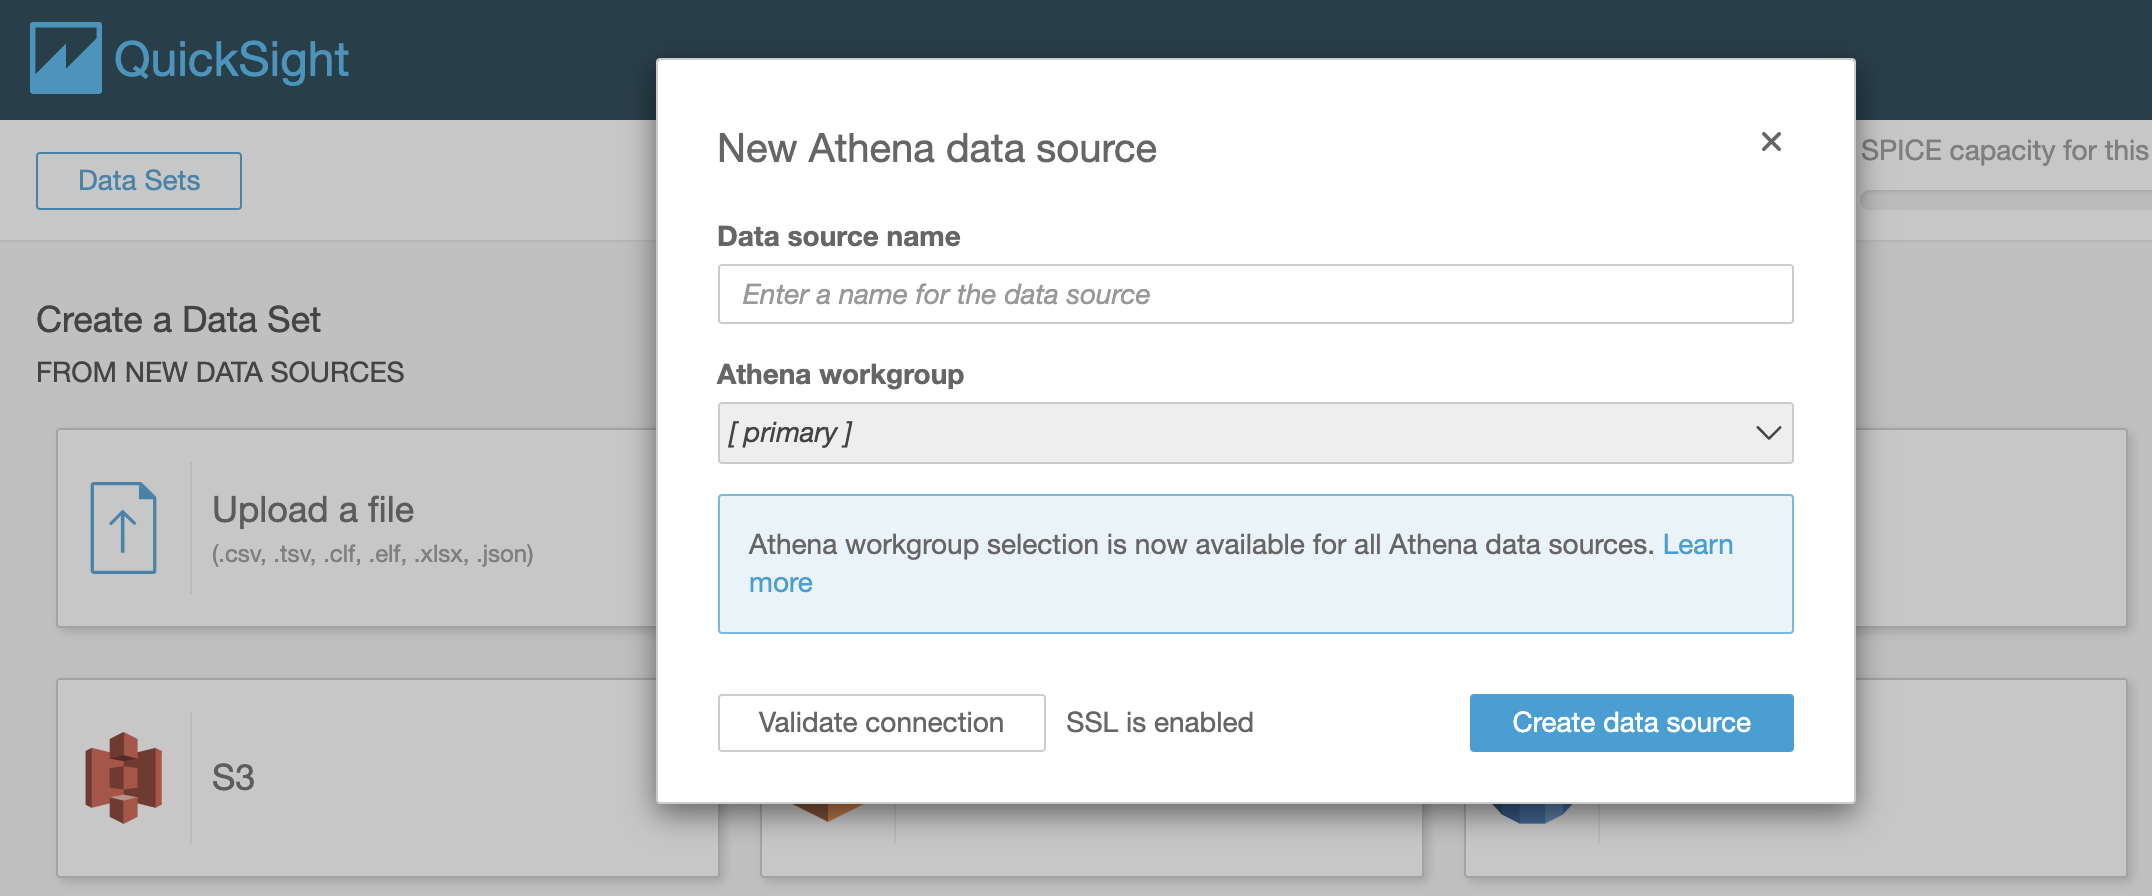 QuickSight
Data Sets
SPICE capacity for this
Create a Data Set
FROM NEW DATA SOURCES
Upload a file
(.csv, .tsv, .clf, .elf, .xlsx, .json)
S3
New Athena data source
Data source name
Enter a name for the data source
Athena workgroup
[ primary ]
Athena workgroup selection is now available for all Athena data sources. Learn
more
Validate connection
SSL is enabled
Create data source